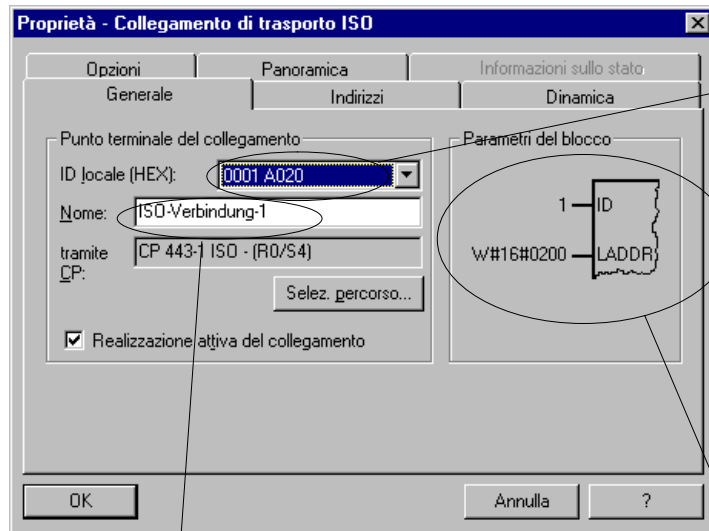 Proprietà - Collegamento di trasporto ISO
Opzioni
Panoramica
Informazioni sullo stato
Generale
Indirizzi
Dinamica
Punto terminale del collegamento
ID locale (HEX):
0001 A020
Nome:
ISO-Verbindung-1
tramite
CP:
CP 443-1 ISO - (R0/S4)
Selez. percorso...
Realizzazione attiva del collegamento
Parametri del blocco
1
ID
W#16#0200
LADDR
OK
Annulla
?